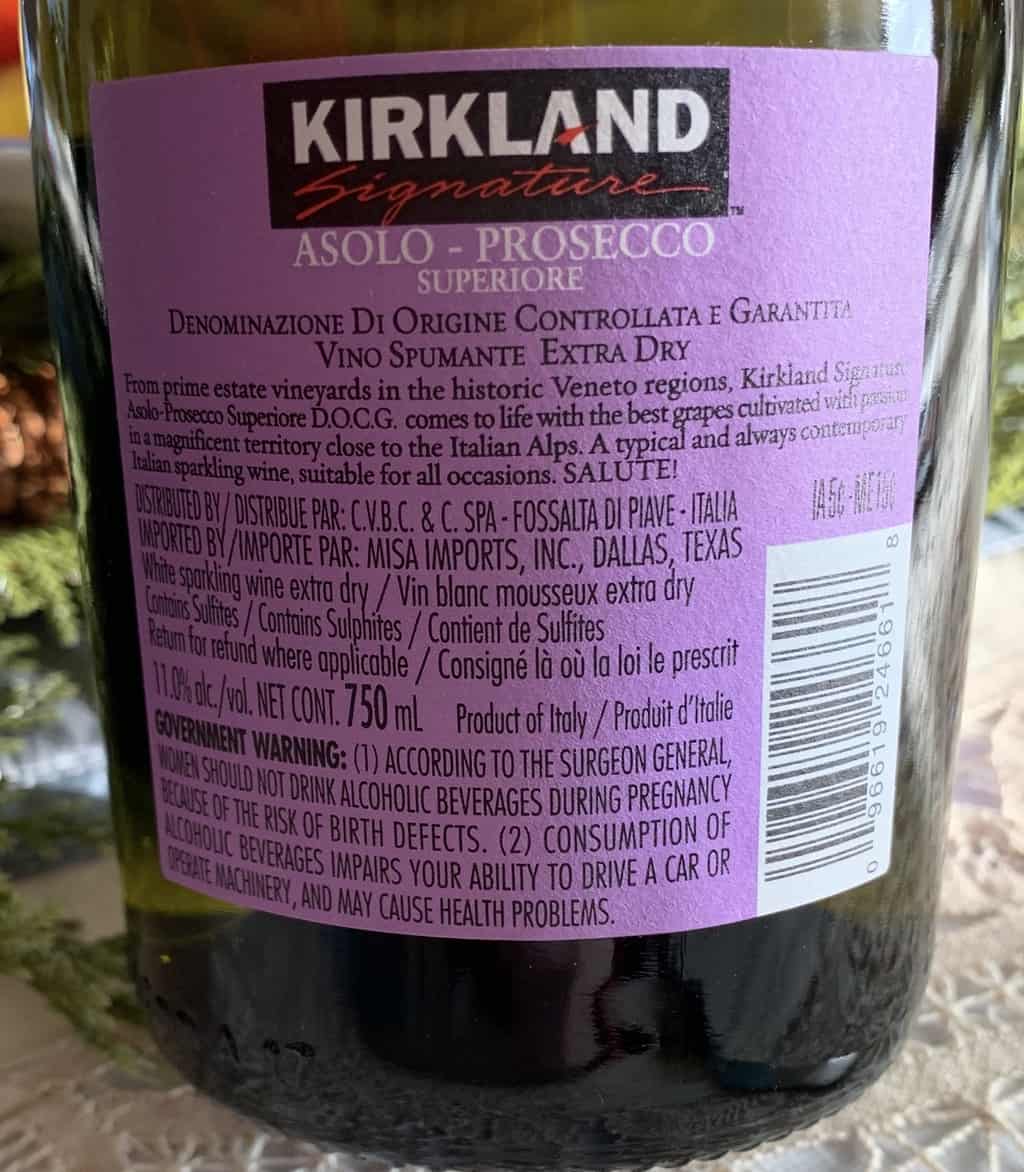 KIRKLAND
Signature
TM
ASOLO - PROSECCO
SUPERIORE
DENOMINAZIONE DI ORIGINE CONTROLLATA E GARANTITA
VINO SPUMANTE EXTRA DRY
From prime estate vineyards in the historic Veneto regions, Kirkland Signature
Asolo-Prosecco Superiore D.O.C.G. comes to life with the best grapes cultivated with passion
in a magnificent territory close to the Italian Alps. A typical and always contemporary
Italian sparkling wine, suitable for all occasions. SALUTE!
DISTRIBUTED BY / DISTRIBUE PAR: C.V.B.C. & C. SPA - FOSSALTA DI PIAVE - ITALIA
IMPORTED BY/IMPORTE PAR: MISA IMPORTS, INC., DALLAS, TEXAS
White sparkling wine extra dry / Vin blanc mousseux extra dry
Contains Sulfites / Contains Sulphites / Contient de Sulfites
Return for refund where applicable / Consigné là où la loi le prescrit
11.0% alc./vol. NET CONT. 750 mL Product of Italy / Produit d'Italie
GOVERNMENT WARNING: (1) ACCORDING TO THE SURGEON GENERAL,
WOMEN SHOULD NOT DRINK ALCOHOLIC BEVERAGES DURING PREGNANCY
BECAUSE OF THE RISK OF BIRTH DEFECTS. (2) CONSUMPTION OF
ALCOHOLIC BEVERAGES IMPAIRS YOUR ABILITY TO DRIVE A CAR OR
OPERATE MACHINERY, AND MAY CAUSE HEALTH PROBLEMS.
0 96619 24661 8